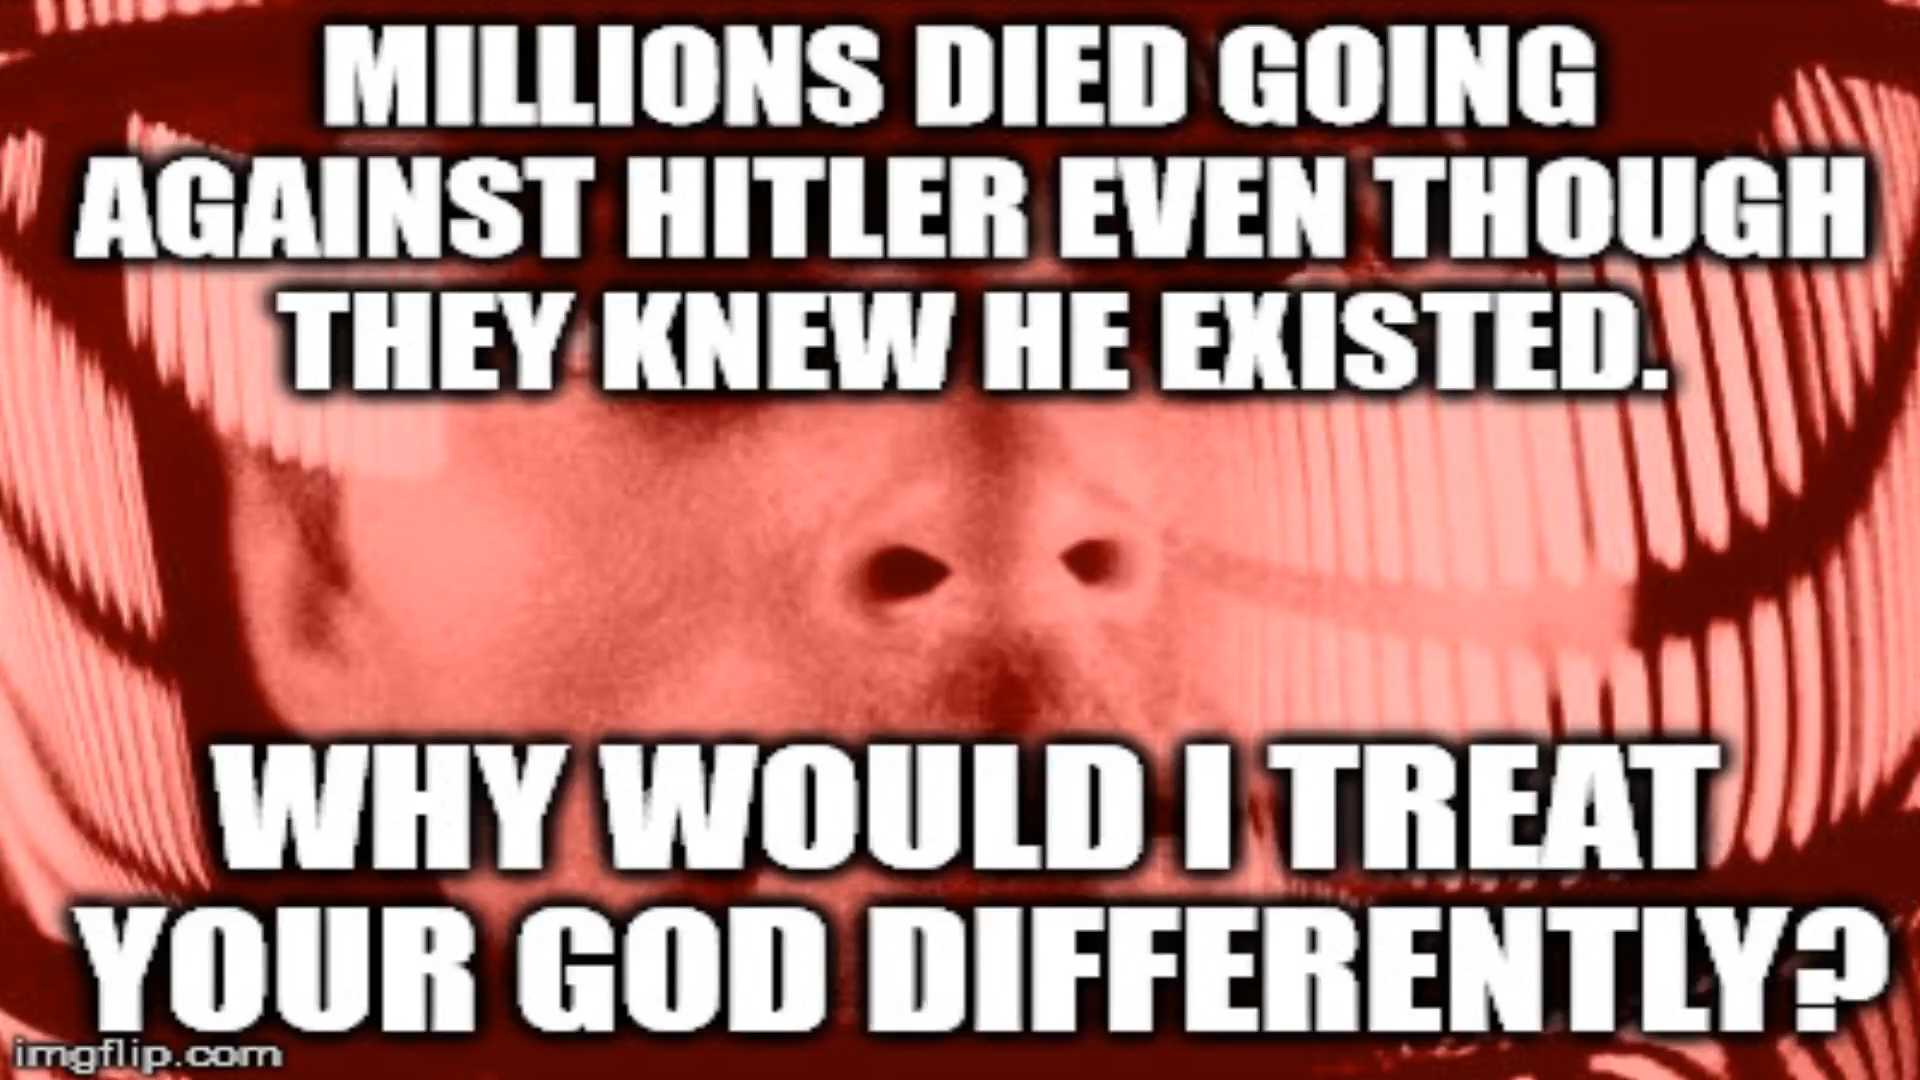 MILLIONS DIED GOING
AGAINST HITLER EVEN THOUGH
THEY KNEW HE EXISTED.
WHY WOULD I TREAT
YOUR GOD DIFFERENTLY?
imgflip.com